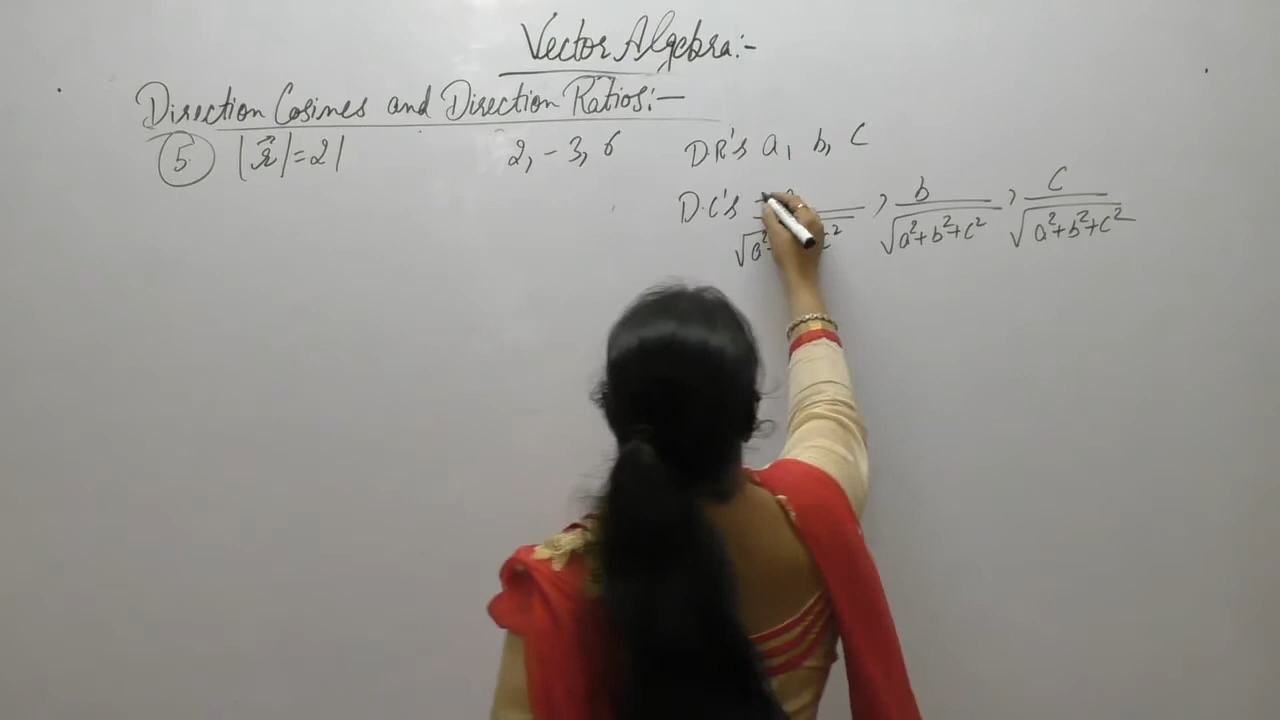 Vector Algebra:-
Direction Cosines and Direction Ratios:-
5 |r⃗| = 21 2, -3, 6 DR's a, b, c
D.C's , b/√a²+b²+c² , c/√a²+b²+c²